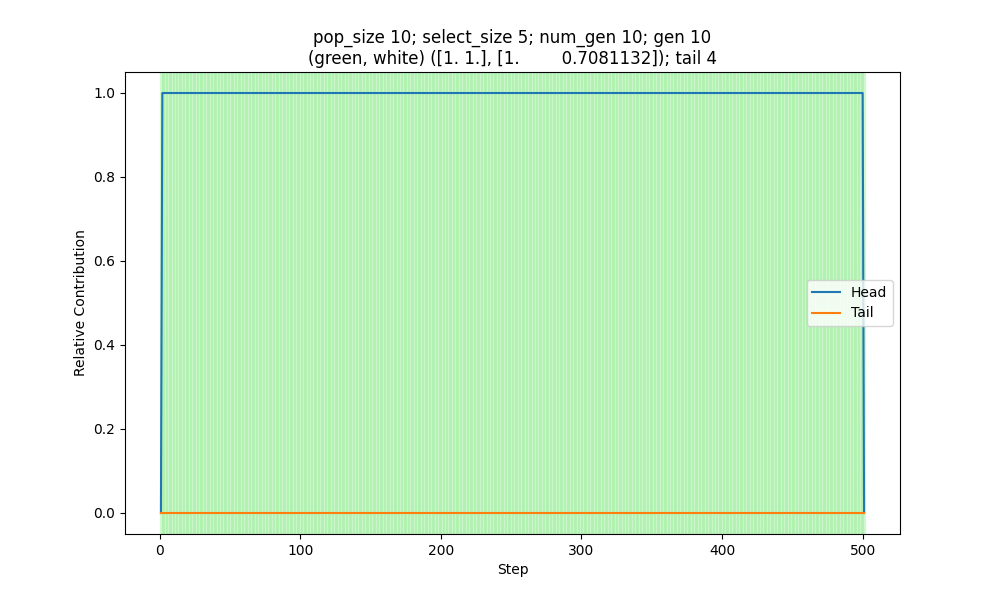 pop_size 10; select_size 5; num_gen 10; gen 10
(green, white) ([1. 1.], [1.        0.7081132]); tail 4
1.0
0.8
0.6
0.4
0.2
0.0
Relative Contribution
Head
Tail
0
100
200
300
400
500
Step